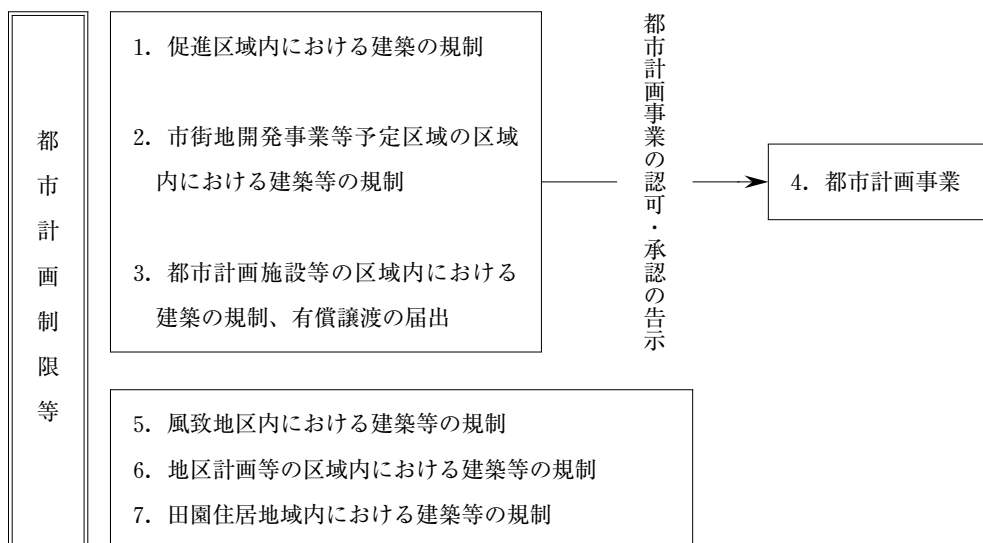 都市計画制限等
1. 促進区域内における建築の規制
2. 市街地開発事業等予定区域の区域
内における建築等の規制
3. 都市計画施設等の区域内における
建築の規制、有償譲渡の届出
都市計画事業の認可・承認の告示
4. 都市計画事業
5. 風致地区内における建築等の規制
6. 地区計画等の区域内における建築等の規制
7. 田園住居地域内における建築等の規制